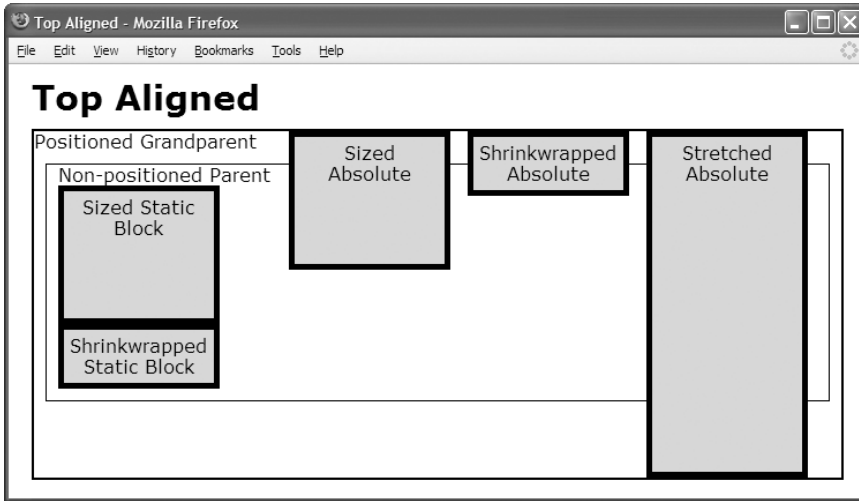 Top Aligned - Mozilla Firefox
File Edit View History Bookmarks Tools Help
Top Aligned
Positioned Grandparent
Non-positioned Parent
Sized Static
Block
Shrinkwrapped
Static Block
Sized
Absolute
Shrinkwrapped
Absolute
Stretched
Absolute